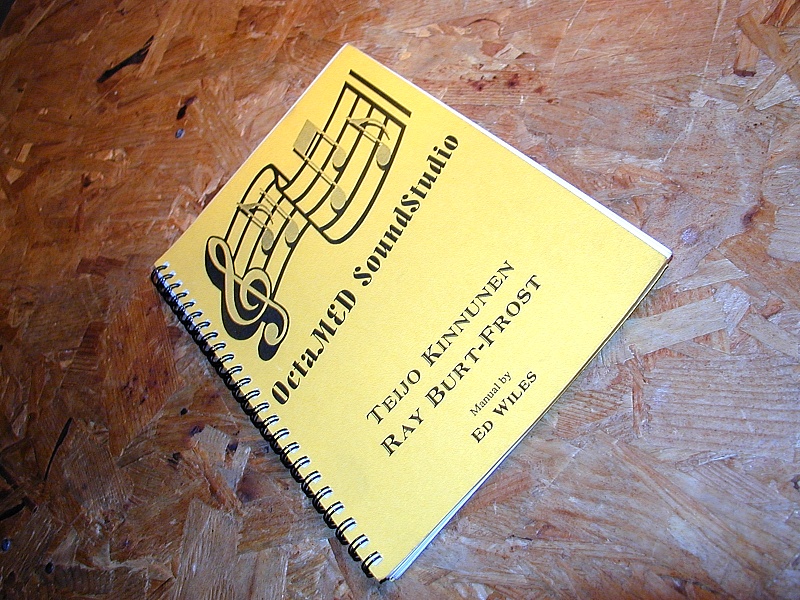 OctaMED SoundStudio
TEIJO KINNUNEN
RAY BURT-FROST
Manual by
ED WILES